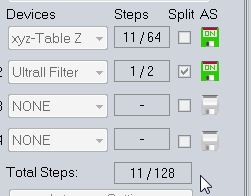 Devices Steps Split AS
xyz-Table Z 11 / 64 ON
2 Ultrall Filter 1 / 2 ON
3 NONE -
4 NONE -
Total Steps: 11 / 128